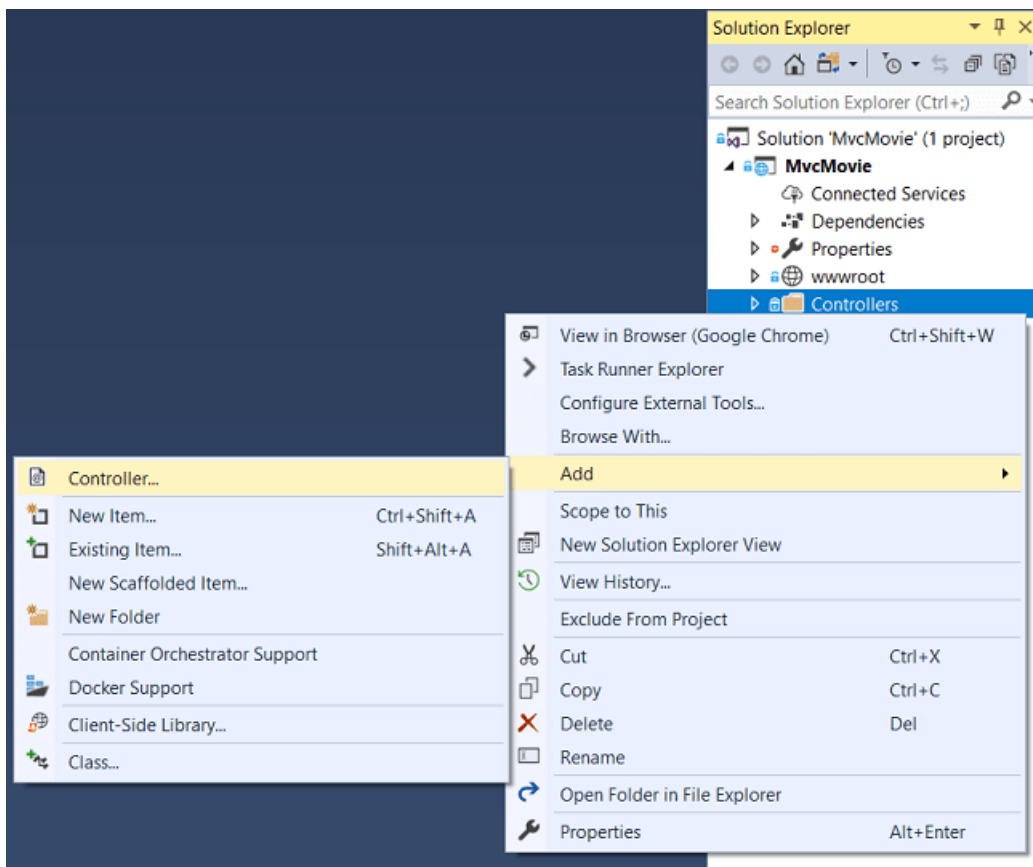 Solution Explorer
Search Solution Explorer (Ctrl+;)
Solution 'MvcMovie' (1 project)
MvcMovie
Connected Services
Dependencies
Properties
wwwroot
Controllers
View in Browser (Google Chrome) Ctrl+Shift+W
Task Runner Explorer
Configure External Tools...
Browse With...
Add
Scope to This
New Solution Explorer View
View History...
Exclude From Project
Cut Ctrl+X
Copy Ctrl+C
Delete Del
Rename
Open Folder in File Explorer
Properties Alt+Enter
Controller...
New Item... Ctrl+Shift+A
Existing Item... Shift+Alt+A
New Scaffolded Item...
New Folder
Container Orchestrator Support
Docker Support
Client-Side Library...
Class...